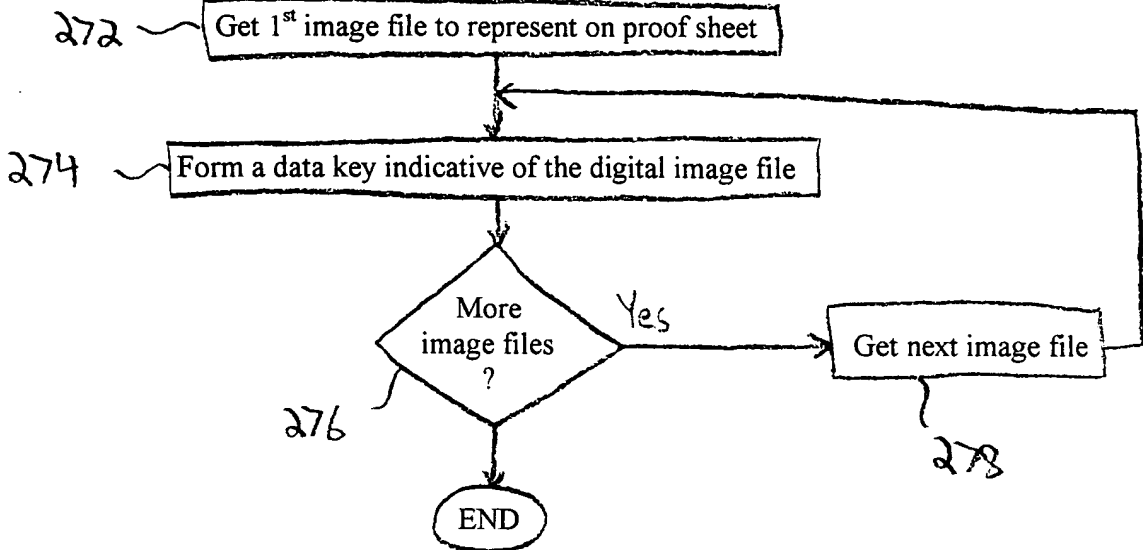 272
Get 1st image file to represent on proof sheet
274
Form a data key indicative of the digital image file
More
image files
?
Yes
Get next image file
276
278
END